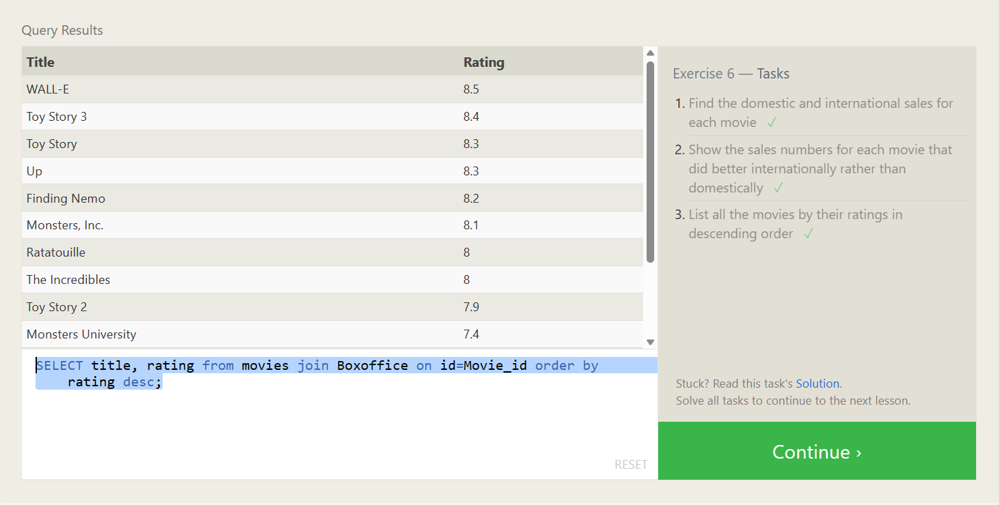 Query Results
Title Rating
WALL-E 8.5
Toy Story 3 8.4
Toy Story 8.3
Up 8.3
Finding Nemo 8.2
Monsters, Inc. 8.1
Ratatouille 8
The Incredibles 8
Toy Story 2 7.9
Monsters University 7.4
SELECT title, rating from movies join Boxoffice on id=Movie_id order by
rating desc;
RESET
Exercise 6 — Tasks
1. Find the domestic and international sales for
each movie ✓
2. Show the sales numbers for each movie that
did better internationally rather than
domestically ✓
3. List all the movies by their ratings in
descending order ✓
Stuck? Read this task's Solution.
Solve all tasks to continue to the next lesson.
Continue ›